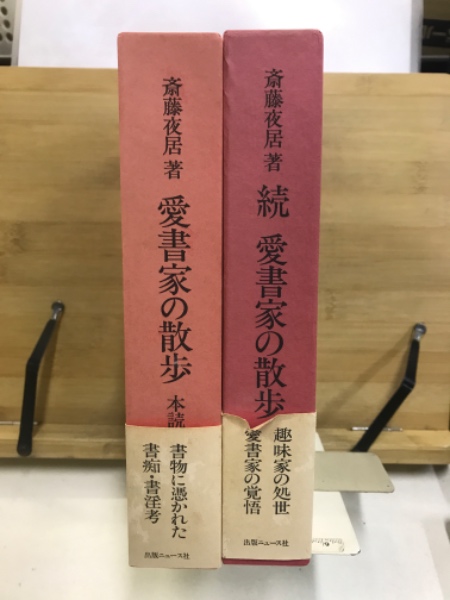 斎藤夜居 著
愛書家の散歩
本読
書物に憑かれた
書痴・書淫考
出版ニュース社
斎藤夜居 著
続 愛書家の散歩
趣味家の処世
愛書家の覚悟
出版ニュース社